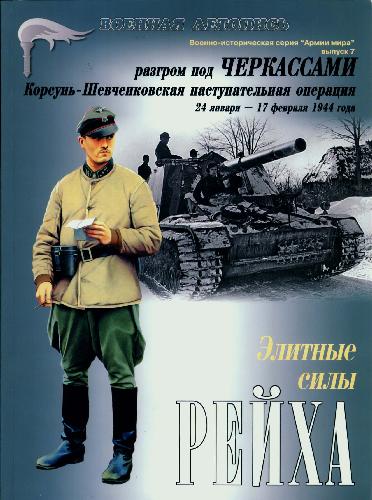 ВОЕННАЯ ЛЕТОПИСЬ
Военно-историческая серия "Армии мира"
выпуск 7
разгром под ЧЕРКАССАМИ
Корсунь-Шевченковская наступательная операция
24 января — 17 февраля 1944 года
Элитные
силы
РЕЙХА